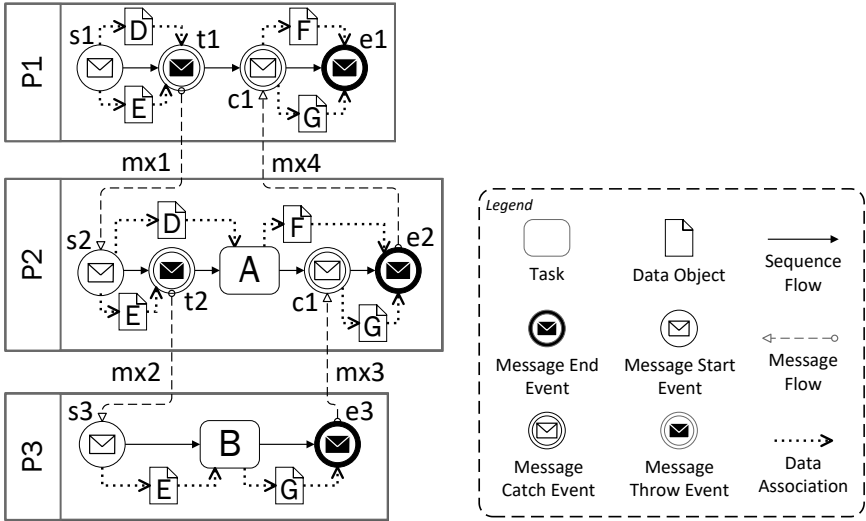 P1
s1
D
t1
F
e1
E
c1
G
mx1
mx4
P2
s2
D
F
e2
A
E
t2
c1
G
mx2
mx3
P3
s3
e3
B
E
G
Legend
Task
Data Object
Sequence
Flow
Message End
Event
Message Start
Event
Message
Flow
Message
Catch Event
Message
Throw Event
Data
Association